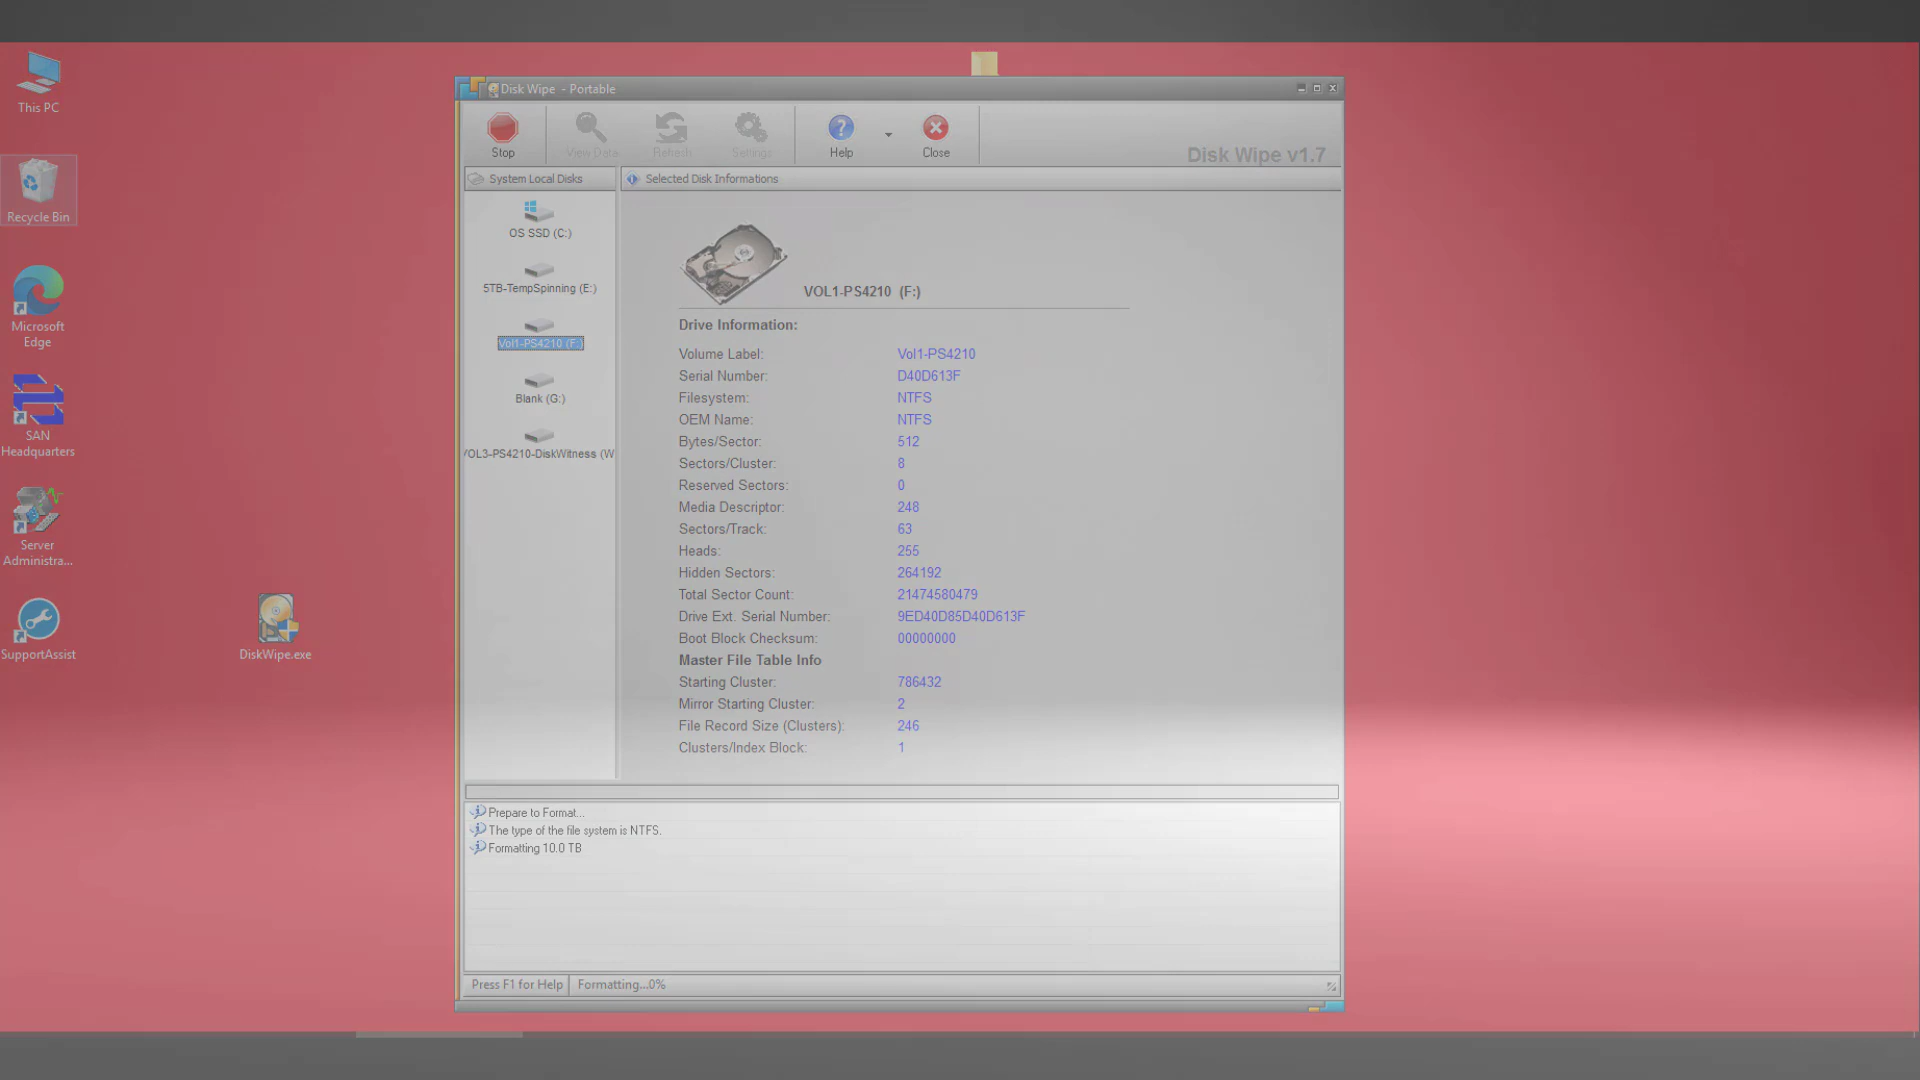 This PC
Recycle Bin
Microsoft
Edge
SAN
Headquarters
Server
Administra...
SupportAssist
DiskWipe.exe
Disk Wipe - Portable
Stop
View Data
Refresh
Settings
Help
Close
Disk Wipe v1.7
System Local Disks
Selected Disk Informations
OS SSD (C:)
5TB-TempSpinning (E:)
Vol1-PS4210 (F:)
Blank (G:)
VOL3-PS4210-DiskWitness (W
VOL1-PS4210 (F:)
Drive Information:
Volume Label: Vol1-PS4210
Serial Number: D40D613F
Filesystem: NTFS
OEM Name: NTFS
Bytes/Sector: 512
Sectors/Cluster: 8
Reserved Sectors: 0
Media Descriptor: 248
Sectors/Track: 63
Heads: 255
Hidden Sectors: 264192
Total Sector Count: 21474580479
Drive Ext. Serial Number: 9ED40D85D40D613F
Boot Block Checksum: 00000000
Master File Table Info
Starting Cluster: 786432
Mirror Starting Cluster: 2
File Record Size (Clusters): 246
Clusters/Index Block: 1
Prepare to Format...
The type of the file system is NTFS.
Formatting 10.0 TB
Press F1 for Help
Formatting...0%